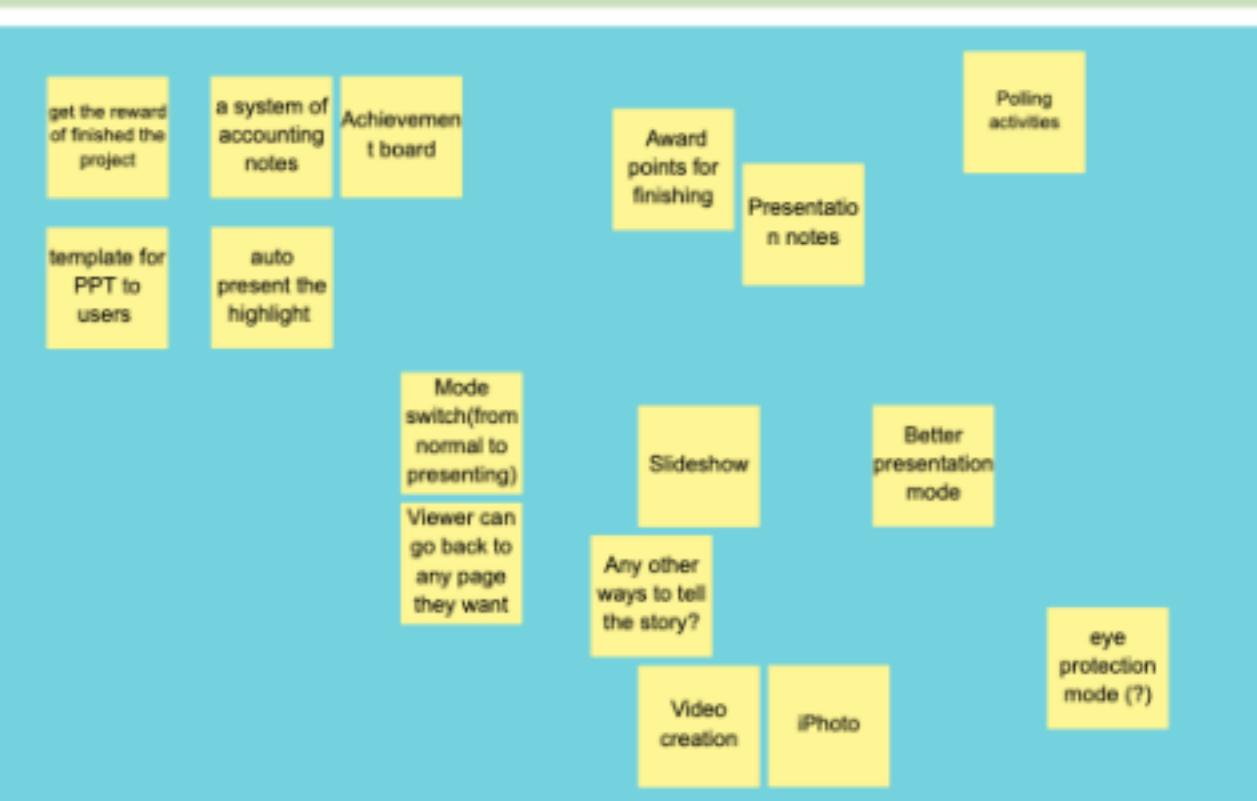 get the reward
of finished the
project
a system of
accounting
notes
Achievemen
t board
Award
points for
finishing
Presentatio
n notes
Polling
activities
template for
PPT to
users
auto
present the
highlight
Mode
switch(from
normal to
presenting)
Slideshow
Better
presentation
mode
Viewer can
go back to
any page
they want
Any other
ways to tell
the story?
eye
protection
mode (?)
Video
creation
iPhoto